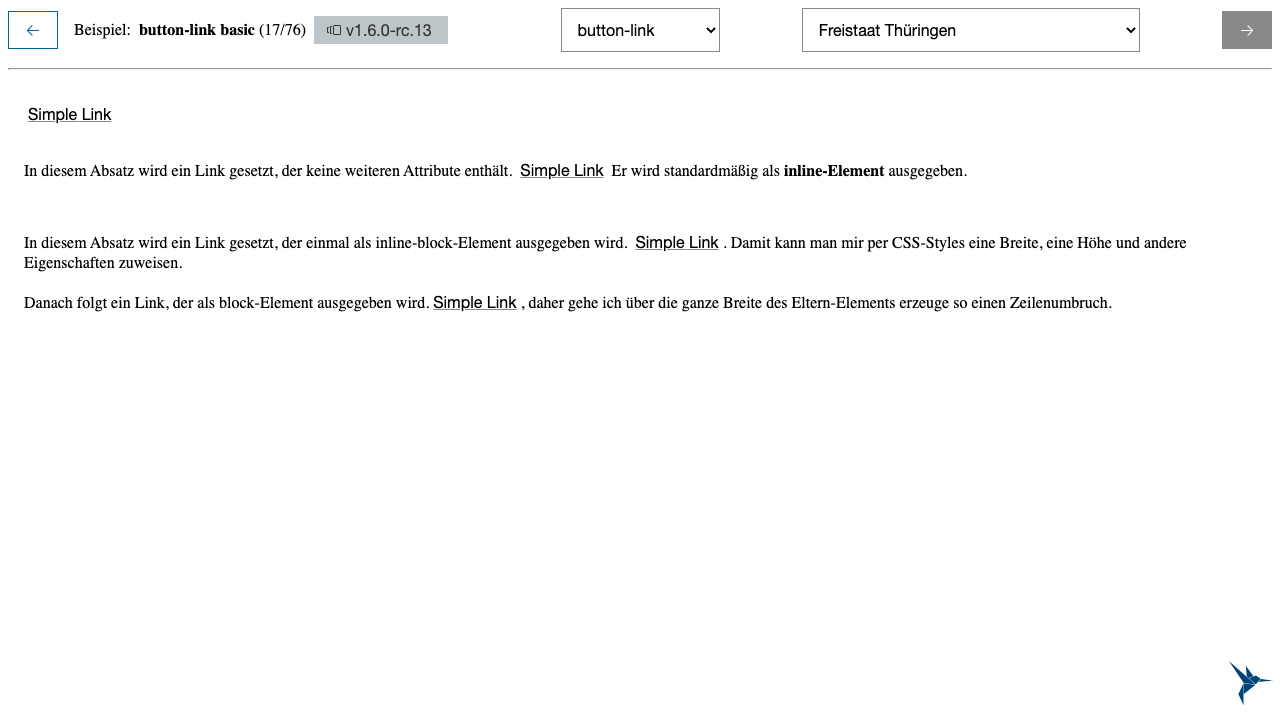 ← Beispiel: button-link basic (17/76) v1.6.0-rc.13 button-link Freistaat Thüringen →
Simple Link
In diesem Absatz wird ein Link gesetzt, der keine weiteren Attribute enthält. Simple Link Er wird standardmäßig als inline-Element ausgegeben.
In diesem Absatz wird ein Link gesetzt, der einmal als inline-block-Element ausgegeben wird. Simple Link . Damit kann man mir per CSS-Styles eine Breite, eine Höhe und andere
Eigenschaften zuweisen.
Danach folgt ein Link, der als block-Element ausgegeben wird. Simple Link , daher gehe ich über die ganze Breite des Eltern-Elements erzeuge so einen Zeilenumbruch.